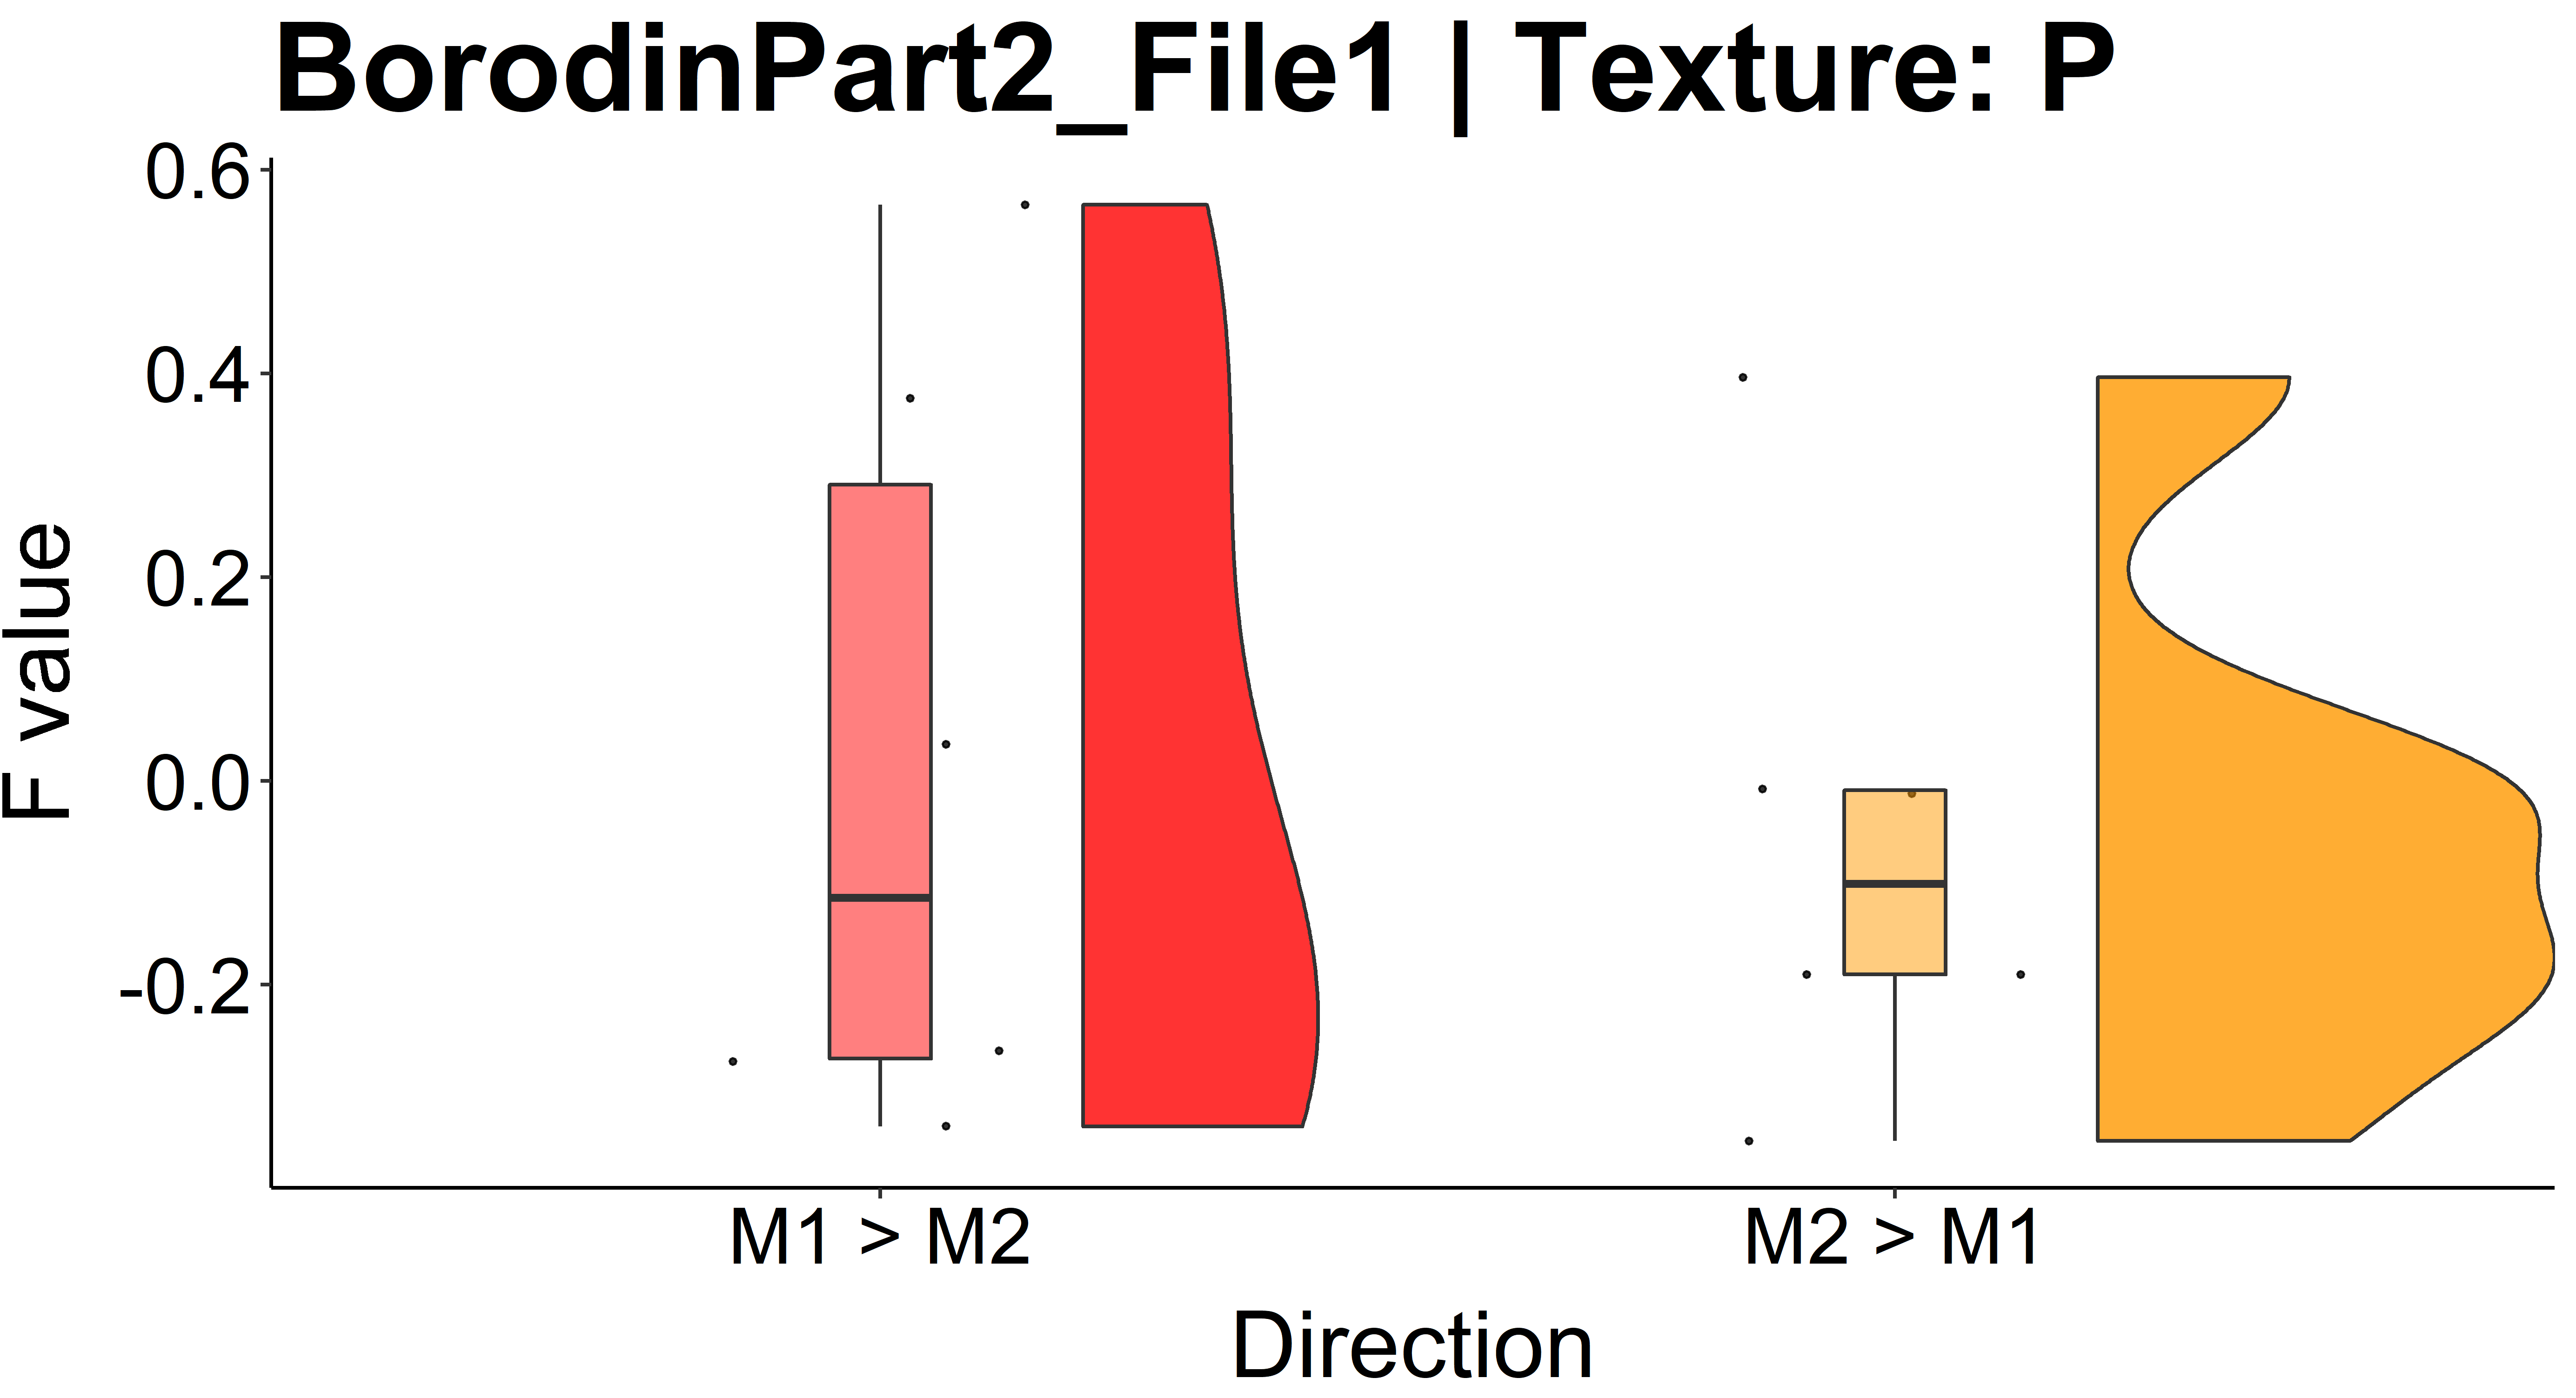 BorodinPart2_File1 | Texture: P
F value
0.6
0.4
0.2
0.0
-0.2
M1 > M2
M2 > M1
Direction